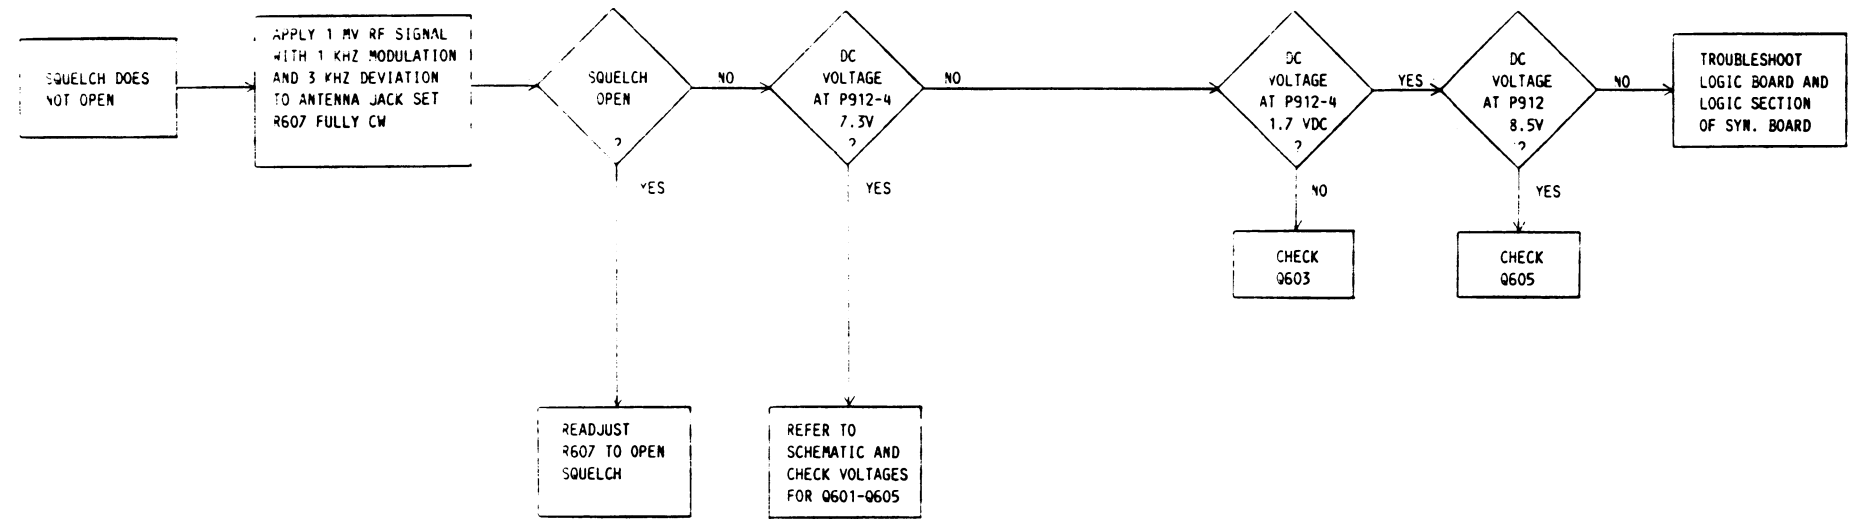 SQUELCH DOES
NOT OPEN
APPLY 1 MV RF SIGNAL
WITH 1 KHZ MODULATION
AND 3 KHZ DEVIATION
TO ANTENNA JACK SET
R607 FULLY CW
SQUELCH
OPEN
?
NO
YES
READJUST
R607 TO OPEN
SQUELCH
DC
VOLTAGE
AT P912-4
7.3V
?
NO
YES
REFER TO
SCHEMATIC AND
CHECK VOLTAGES
FOR Q601-Q605
DC
VOLTAGE
AT P912-4
1.7 VDC
?
YES
NO
CHECK
Q603
DC
VOLTAGE
AT P912
8.5V
?
NO
YES
CHECK
Q605
TROUBLESHOOT
LOGIC BOARD AND
LOGIC SECTION
OF SYN. BOARD